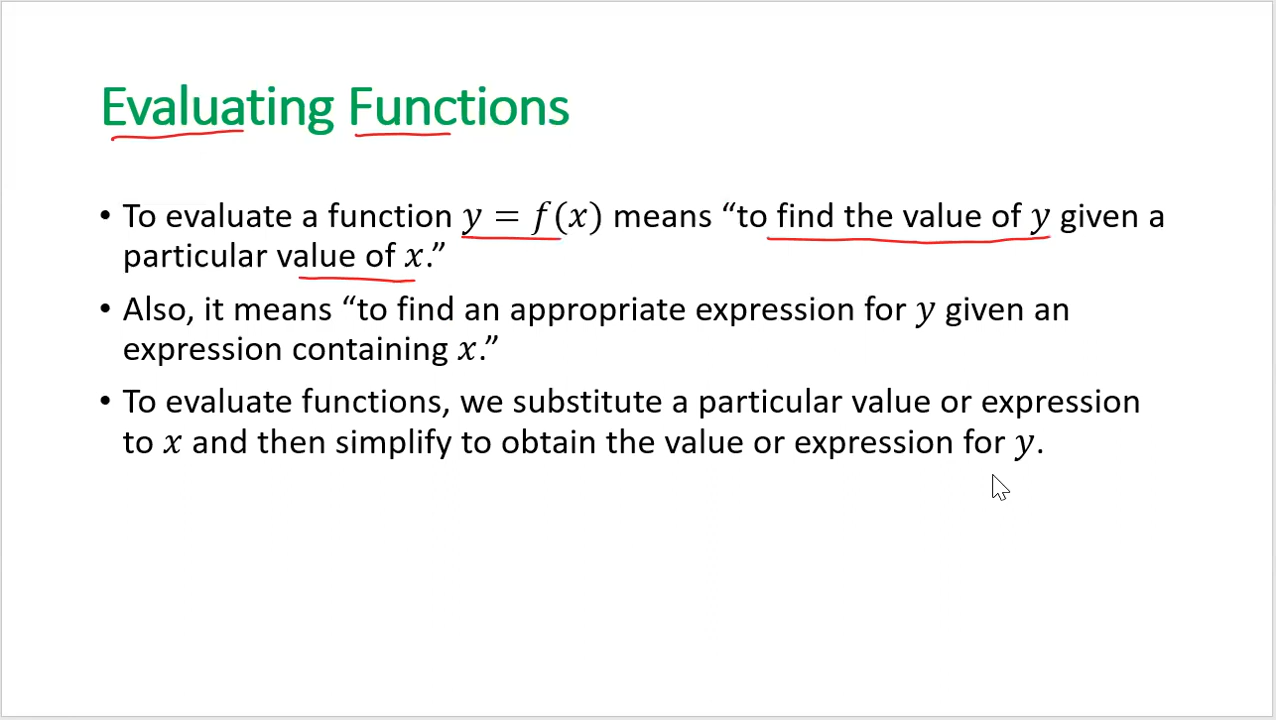 Evaluating Functions
• To evaluate a function y = f(x) means “to find the value of y given a
particular value of x.”
• Also, it means “to find an appropriate expression for y given an
expression containing x.”
• To evaluate functions, we substitute a particular value or expression
to x and then simplify to obtain the value or expression for y.